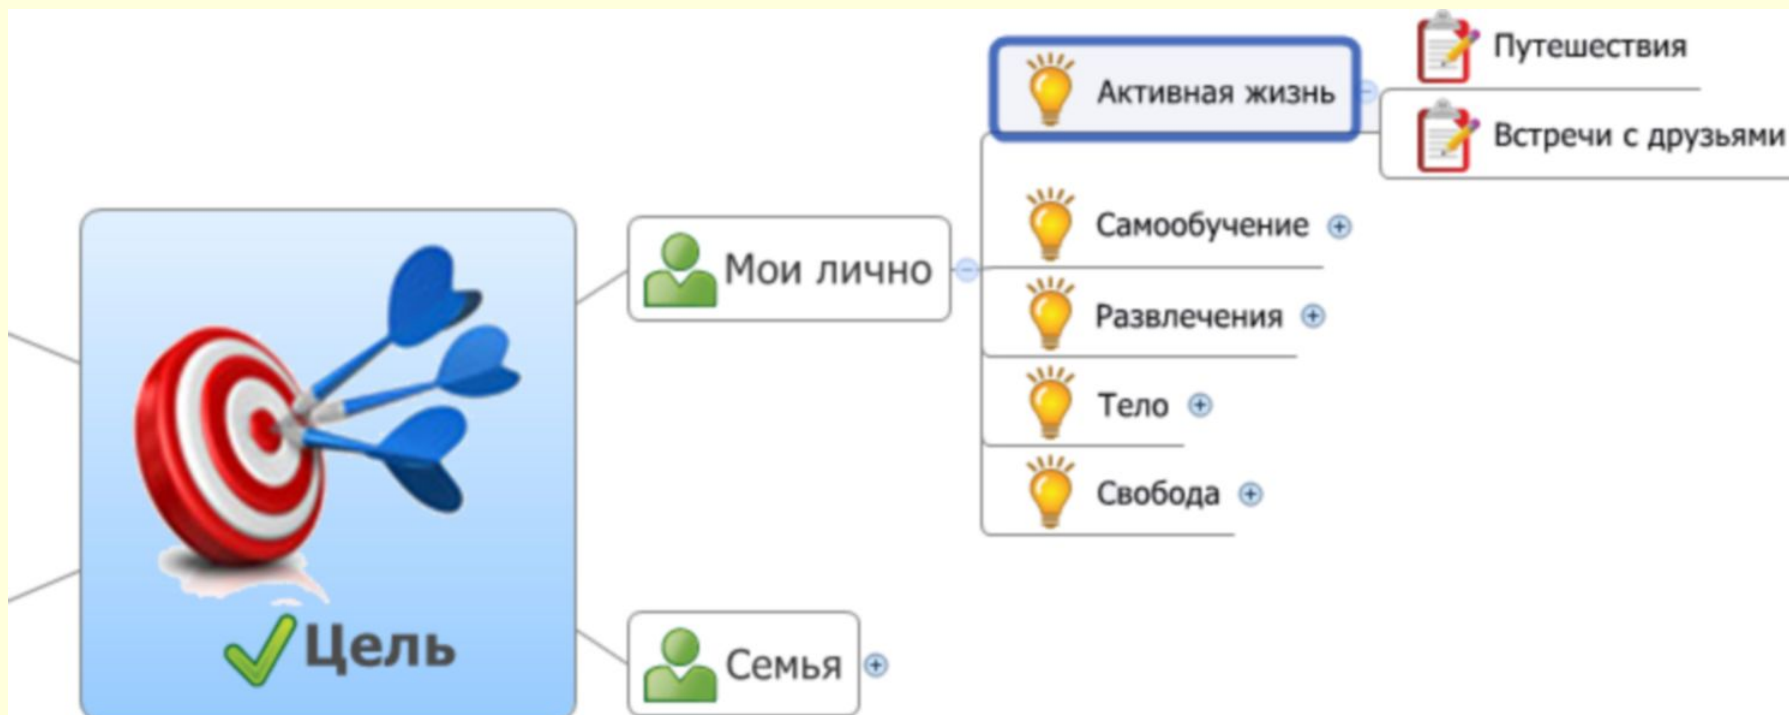 Цель
Мои лично
Активная жизнь
Путешествия
Встречи с друзьями
Самообучение
Развлечения
Тело
Свобода
Семья